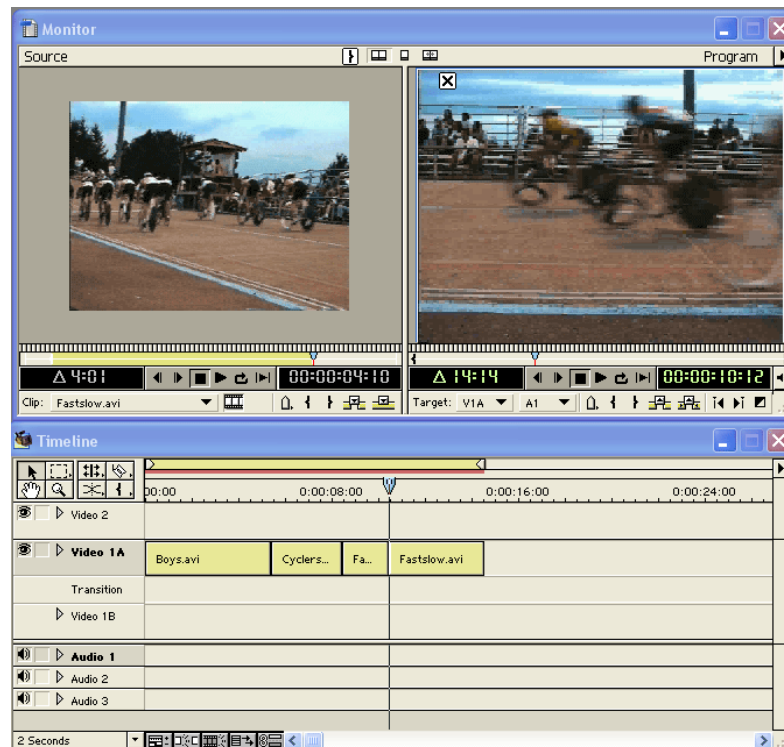 Monitor
Source
Program
Δ 4:01
00:00:04:10
Δ 14:14
00:00:10:12
Clip: Fastslow.avi
Target: V1A A1
Timeline
00:00
0:00:08:00
0:00:16:00
0:00:24:00
Video 2
Video 1A
Boys.avi
Cyclers...
Fa...
Fastslow.avi
Transition
Video 1B
Audio 1
Audio 2
Audio 3
2 Seconds